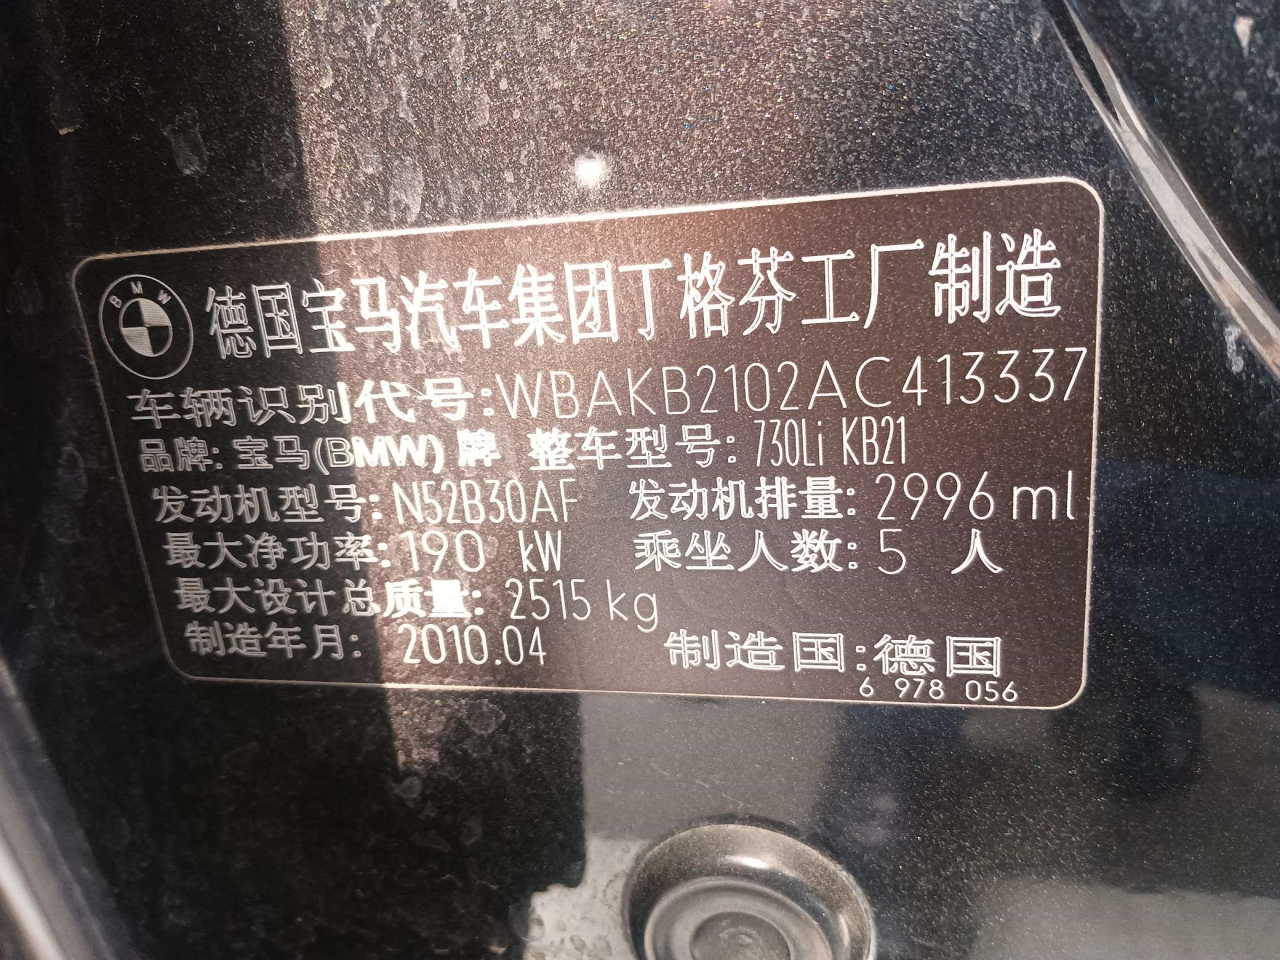 BMW
德国宝马汽车集团丁格芬工厂制造
车辆识别代号:WBAKB2102AC413337
品牌: 宝马(BMW) 牌 整车型号: 730Li KB21
发动机型号: N52B30AF 发动机排量: 2996 ml
最大净功率: 190 kW 乘坐人数: 5 人
最大设计总质量: 2515 kg
制造年月: 2010.04 制造国:德国
6 978 056